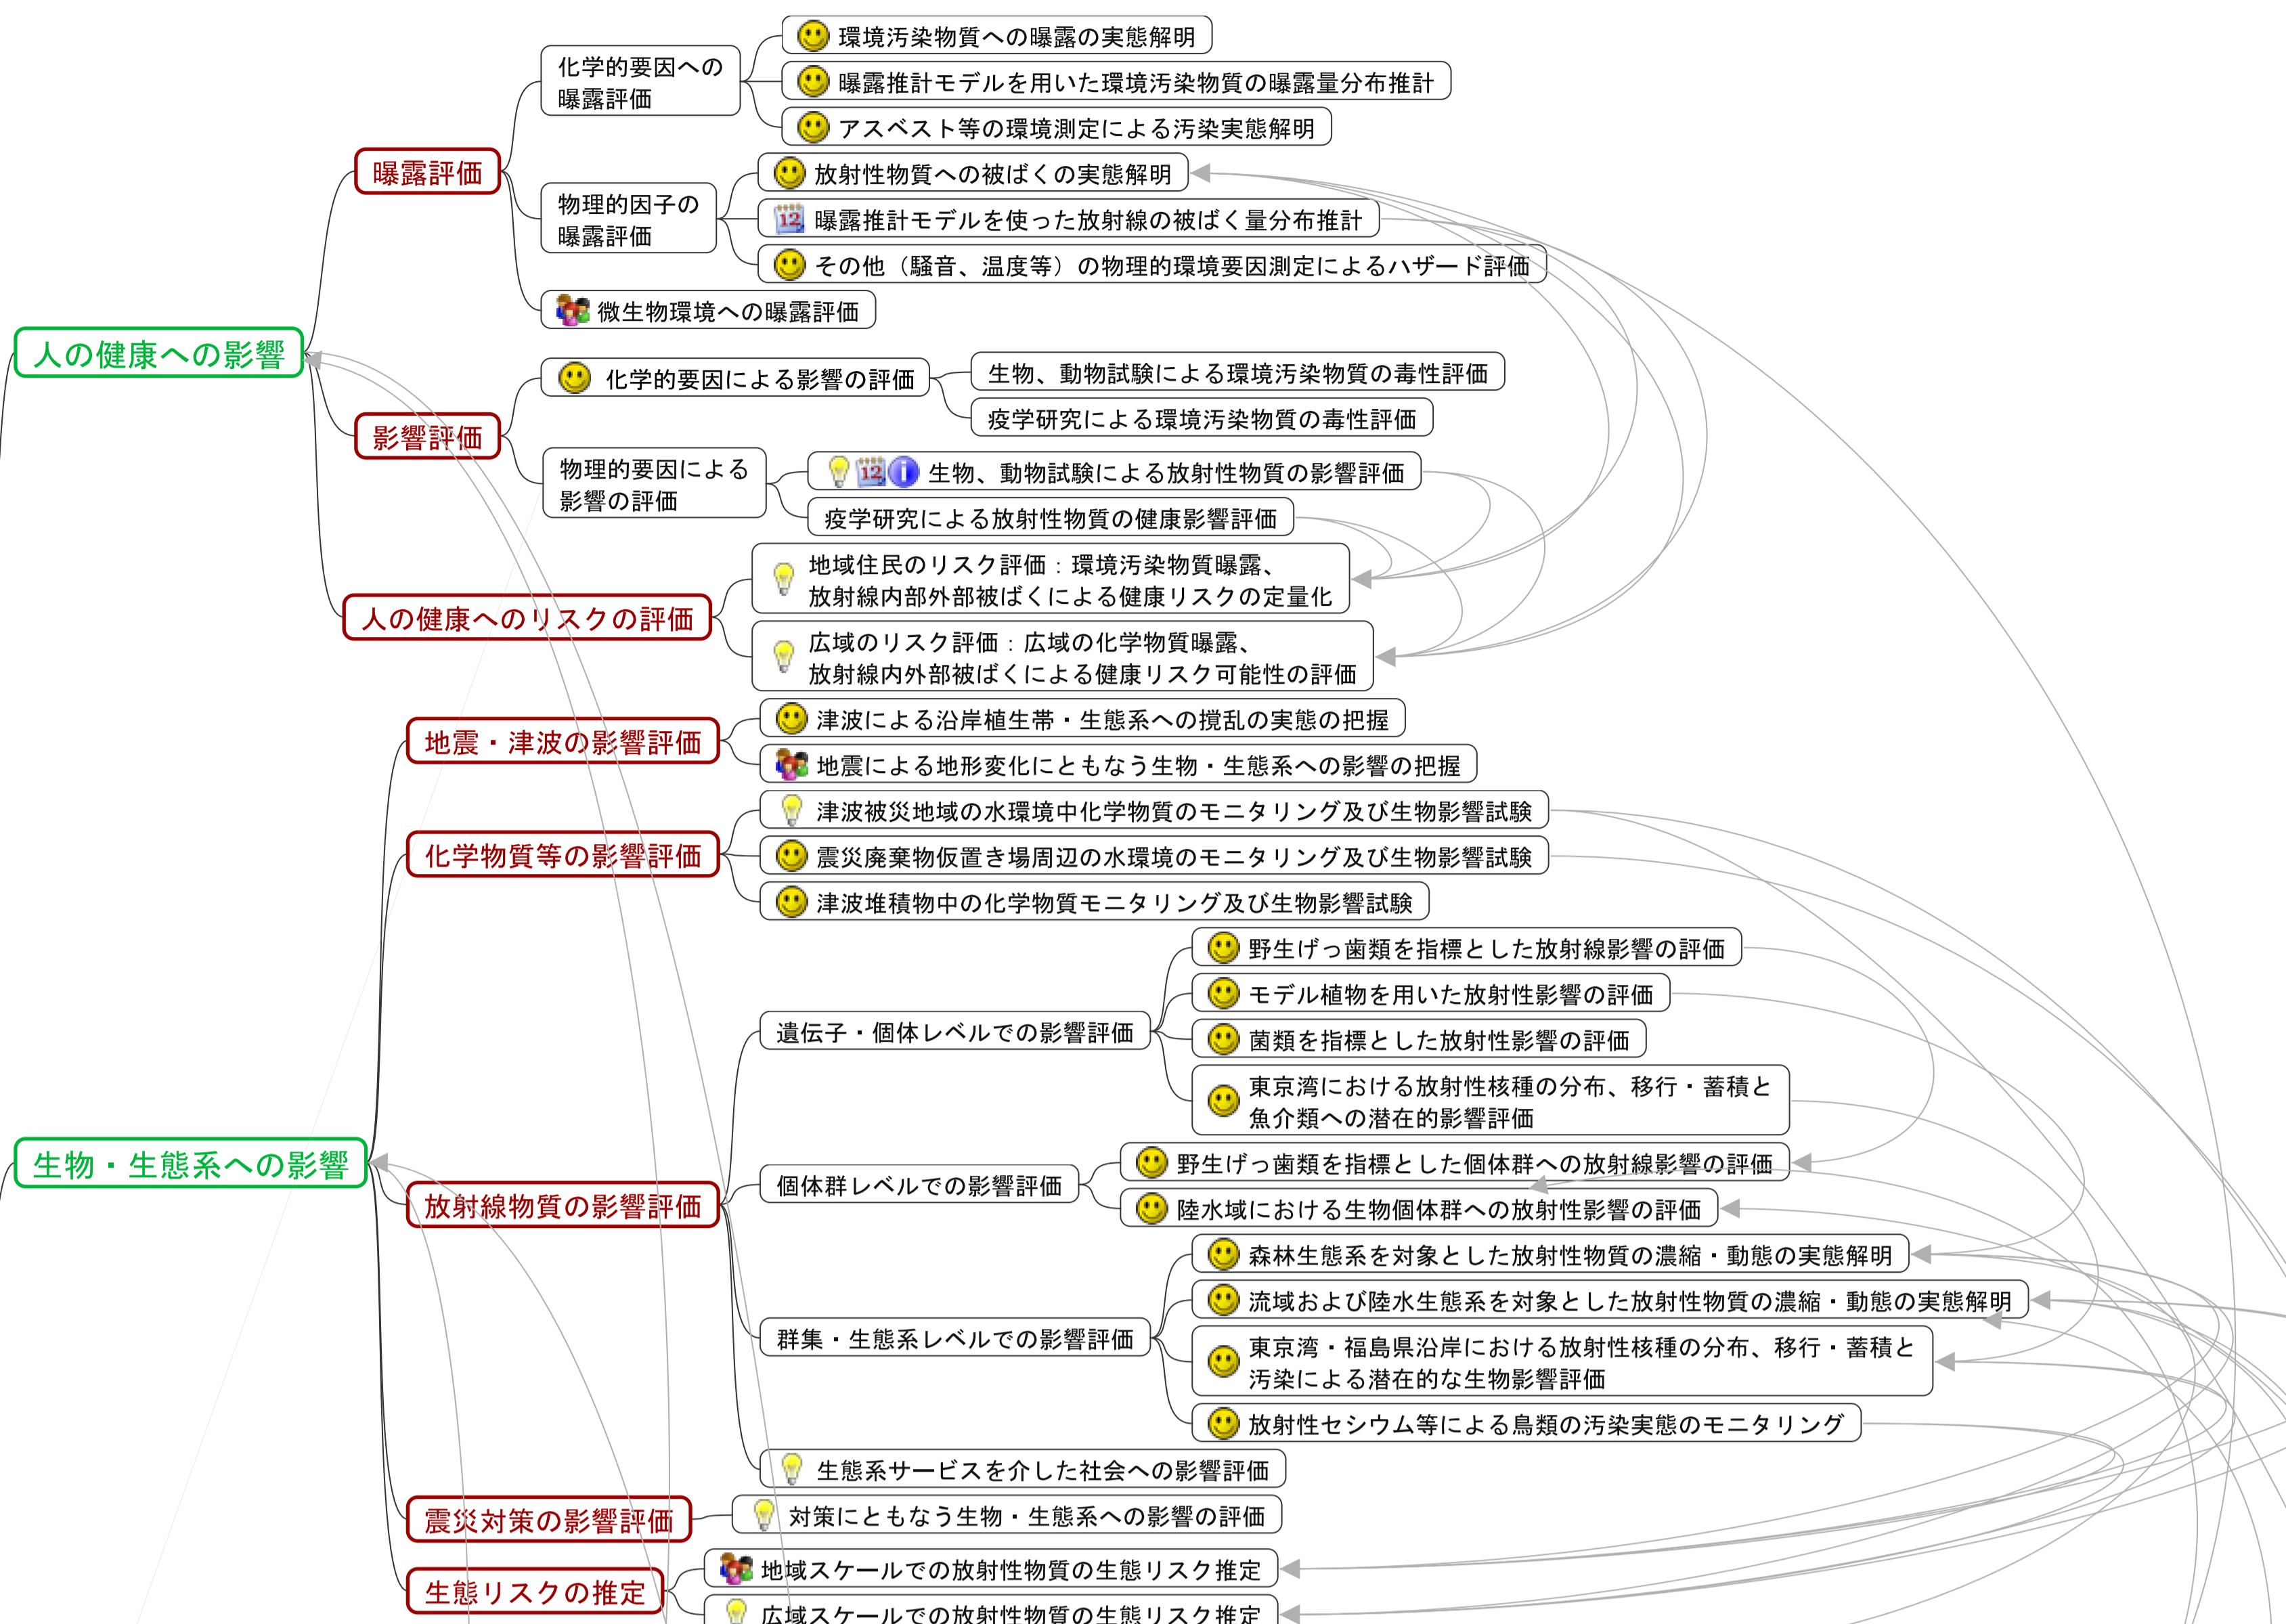 人の健康への影響
曝露評価
化学的要因への
曝露評価
環境汚染物質への曝露の実態解明
曝露推計モデルを用いた環境汚染物質の曝露量分布推計
アスベスト等の環境測定による汚染実態解明
物理的因子の
曝露評価
放射性物質への被ばくの実態解明
12
曝露推計モデルを使った放射線の被ばく量分布推計
その他（騒音、温度等）の物理的環境要因測定によるハザード評価
微生物環境への曝露評価
影響評価
化学的要因による影響の評価
生物、動物試験による環境汚染物質の毒性評価
疫学研究による環境汚染物質の毒性評価
物理的要因による
影響の評価
12 i 生物、動物試験による放射性物質の影響評価
疫学研究による放射性物質の健康影響評価
人の健康へのリスクの評価
地域住民のリスク評価：環境汚染物質曝露、
放射線内部外部被ばくによる健康リスクの定量化
広域のリスク評価：広域の化学物質曝露、
放射線内外部被ばくによる健康リスク可能性の評価
生物・生態系への影響
地震・津波の影響評価
津波による沿岸植生帯・生態系への撹乱の実態の把握
地震による地形変化にともなう生物・生態系への影響の把握
化学物質等の影響評価
津波被災地域の水環境中化学物質のモニタリング及び生物影響試験
震災廃棄物仮置き場周辺の水環境のモニタリング及び生物影響試験
津波堆積物中の化学物質モニタリング及び生物影響試験
放射線物質の影響評価
遺伝子・個体レベルでの影響評価
野生げっ歯類を指標とした放射線影響の評価
モデル植物を用いた放射性影響の評価
菌類を指標とした放射性影響の評価
東京湾における放射性核種の分布、移行・蓄積と
魚介類への潜在的影響評価
個体群レベルでの影響評価
野生げっ歯類を指標とした個体群への放射線影響の評価
陸水域における生物個体群への放射性影響の評価
群集・生態系レベルでの影響評価
森林生態系を対象とした放射性物質の濃縮・動態の実態解明
流域および陸水生態系を対象とした放射性物質の濃縮・動態の実態解明
東京湾・福島県沿岸における放射性核種の分布、移行・蓄積と
汚染による潜在的な生物影響評価
放射性セシウム等による鳥類の汚染実態のモニタリング
生態系サービスを介した社会への影響評価
震災対策の影響評価
対策にともなう生物・生態系への影響の評価
生態リスクの推定
地域スケールでの放射性物質の生態リスク推定
広域スケールでの放射性物質の生態リスク推定